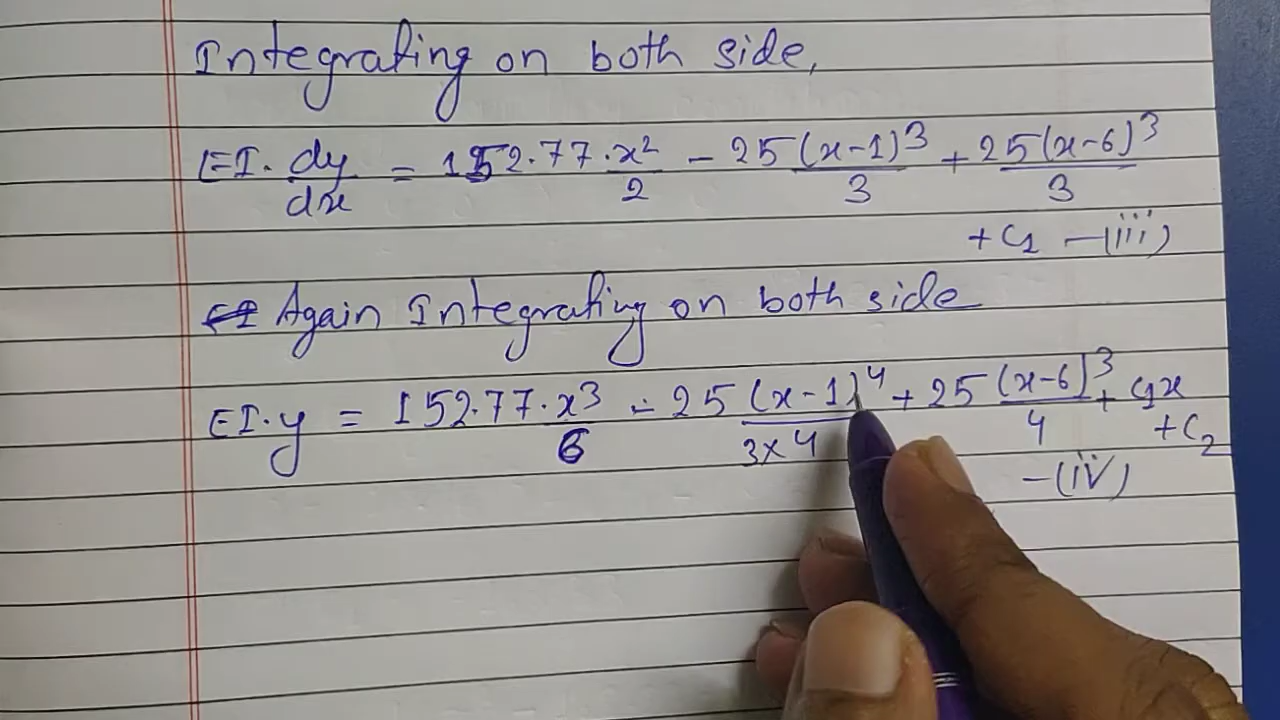 Integrating on both side,
EI. dy/dx = 152.77. x²/2 - 25(x-1)³/3 + 25(x-6)³/3
+ C1 -(iii)
Again Integrating on both side
EI.y = 152.77. x³/6 - 25 (x-1)⁴/3x4 + 25 (x-6)³/4 + C1x
+ C2
-(iv)